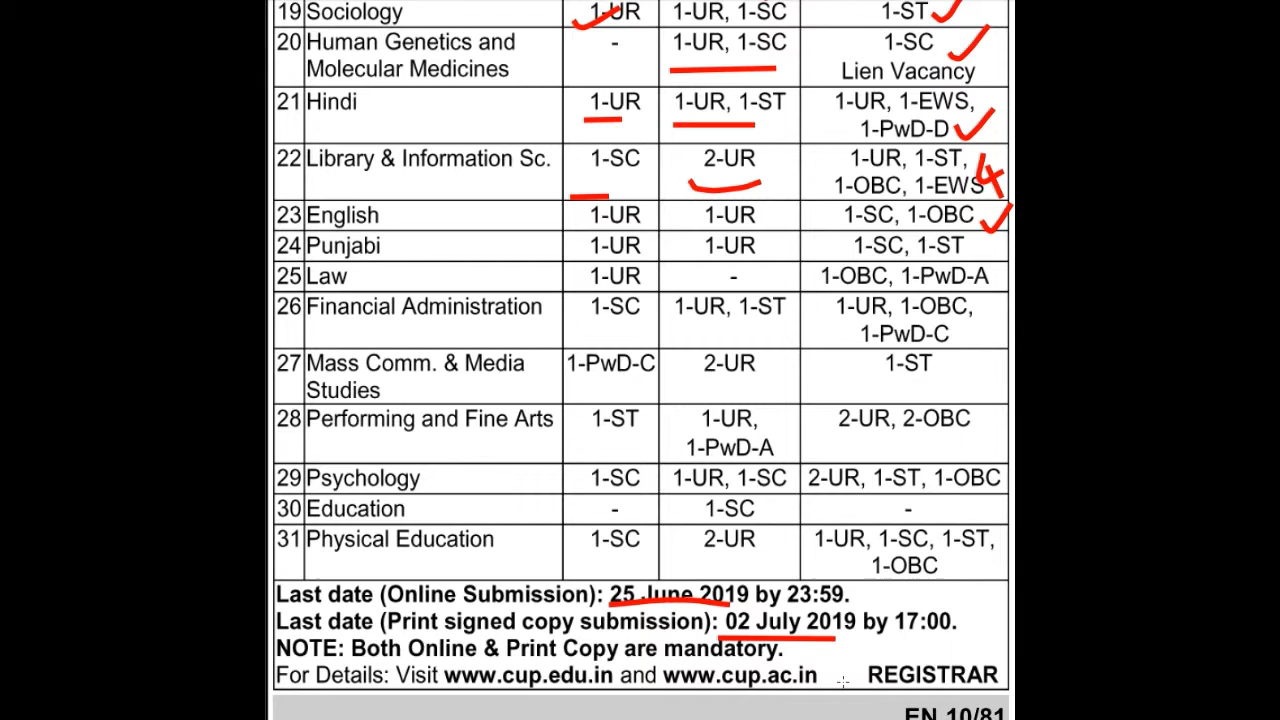 19 Sociology 1-UR 1-UR, 1-SC 1-ST
20 Human Genetics and - 1-UR, 1-SC 1-SC
Molecular Medicines Lien Vacancy
21 Hindi 1-UR 1-UR, 1-ST 1-UR, 1-EWS,
1-PwD-D
22 Library & Information Sc. 1-SC 2-UR 1-UR, 1-ST,
1-OBC, 1-EWS 4
23 English 1-UR 1-UR 1-SC, 1-OBC
24 Punjabi 1-UR 1-UR 1-SC, 1-ST
25 Law 1-UR - 1-OBC, 1-PwD-A
26 Financial Administration 1-SC 1-UR, 1-ST 1-UR, 1-OBC,
1-PwD-C
27 Mass Comm. & Media 1-PwD-C 2-UR 1-ST
Studies
28 Performing and Fine Arts 1-ST 1-UR, 2-UR, 2-OBC
1-PwD-A
29 Psychology 1-SC 1-UR, 1-SC 2-UR, 1-ST, 1-OBC
30 Education - 1-SC -
31 Physical Education 1-SC 2-UR 1-UR, 1-SC, 1-ST,
1-OBC
Last date (Online Submission): 25 June 2019 by 23:59.
Last date (Print signed copy submission): 02 July 2019 by 17:00.
NOTE: Both Online & Print Copy are mandatory.
For Details: Visit www.cup.edu.in and www.cup.ac.in REGISTRAR
EN 10/81